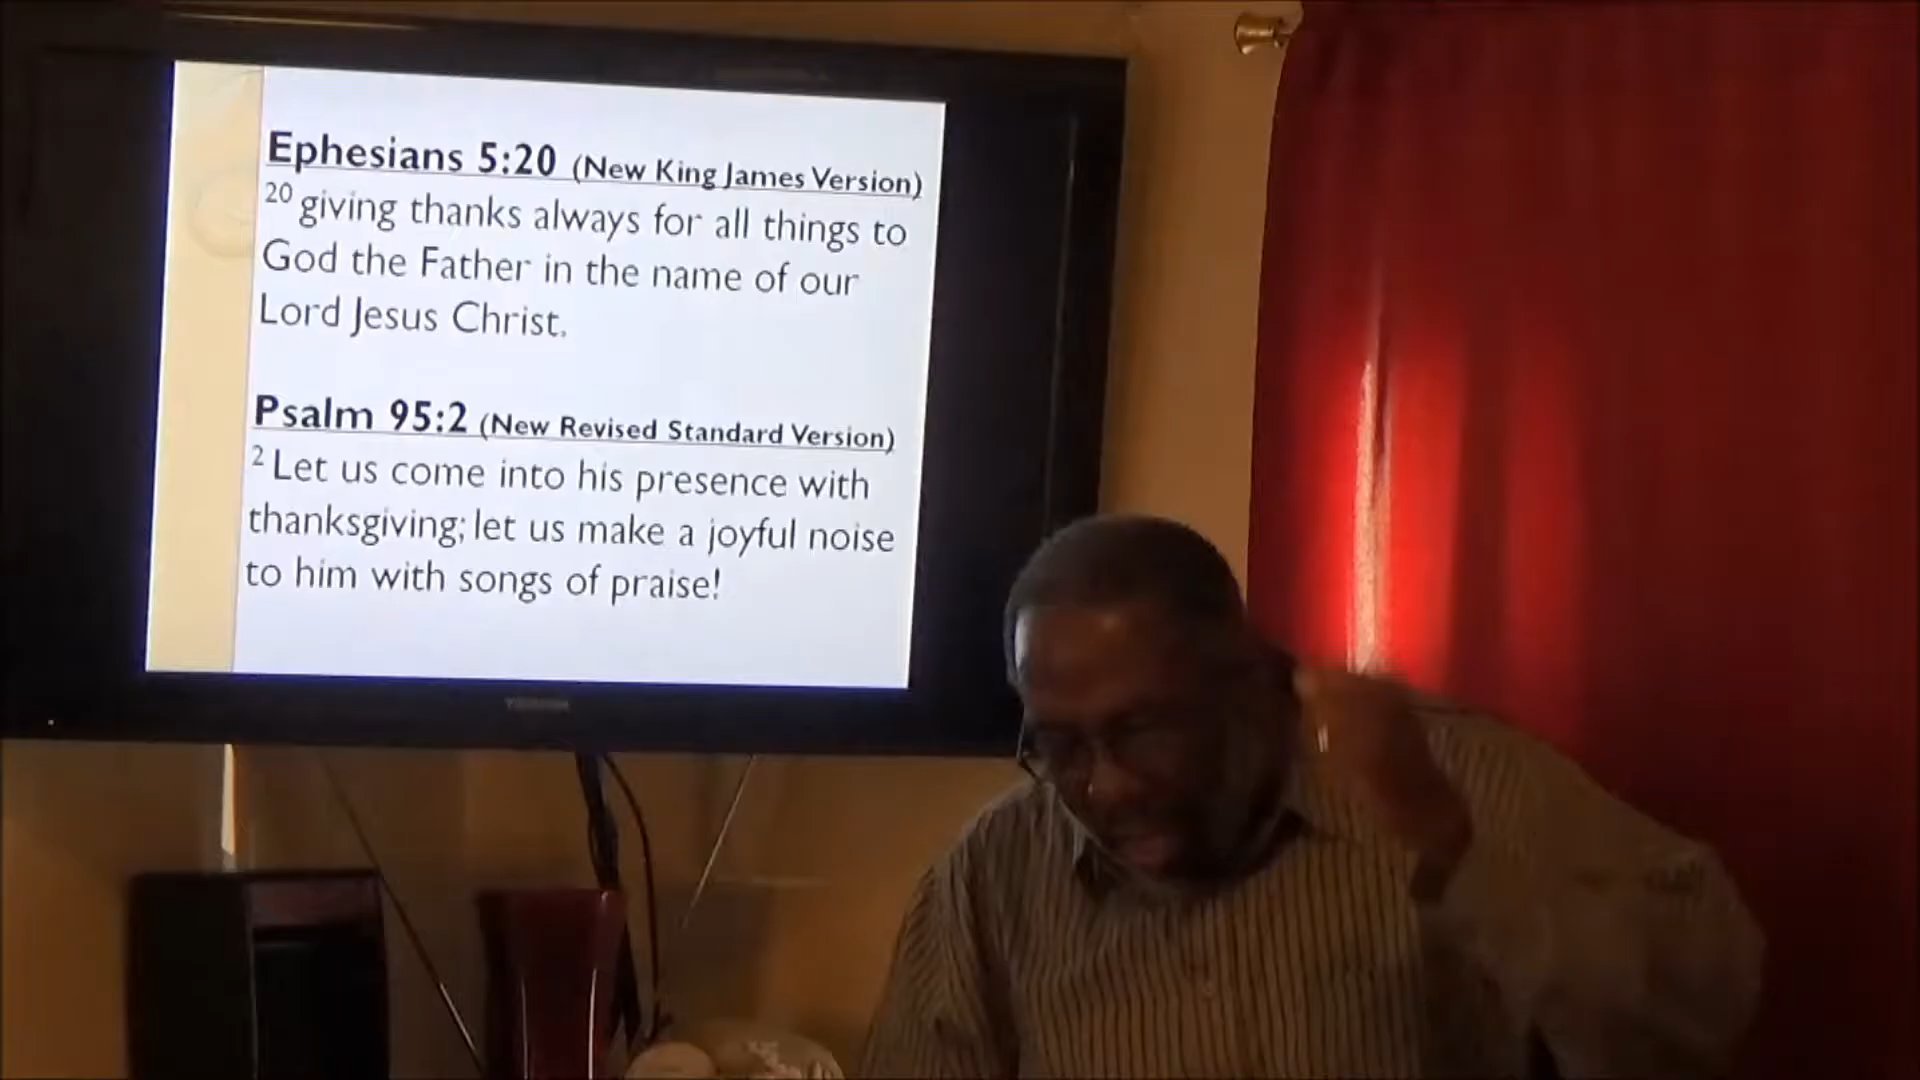 Ephesians 5:20 (New King James Version)
20 giving thanks always for all things to
God the Father in the name of our
Lord Jesus Christ.
Psalm 95:2 (New Revised Standard Version)
2 Let us come into his presence with
thanksgiving; let us make a joyful noise
to him with songs of praise!